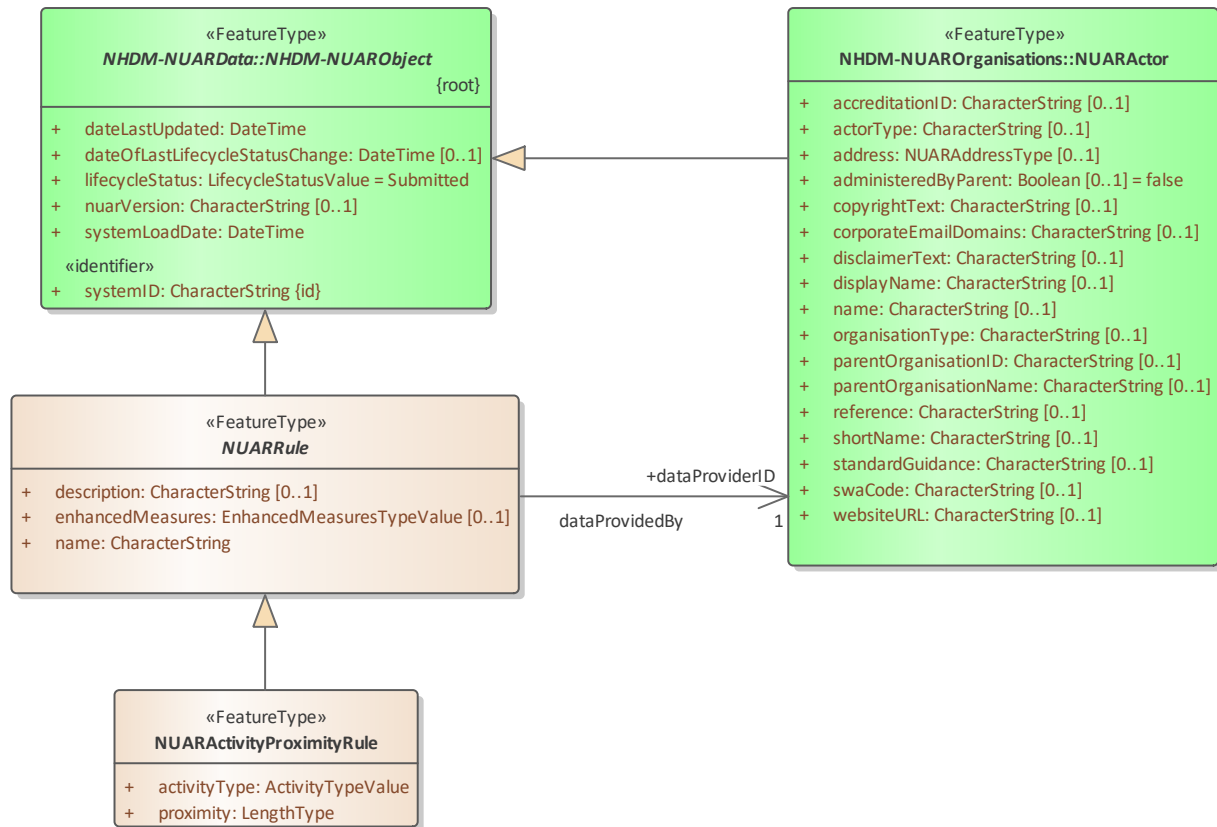 «FeatureType»
NHDM-NUARData::NHDM-NUARObject
{root}
+ dateLastUpdated: DateTime
+ dateOfLastLifecycleStatusChange: DateTime [0..1]
+ lifecycleStatus: LifecycleStatusValue = Submitted
+ nuarVersion: CharacterString [0..1]
+ systemLoadDate: DateTime
«identifier»
+ systemID: CharacterString {id}
«FeatureType»
NHDM-NUAROrganisations::NUARActor
+ accreditationID: CharacterString [0..1]
+ actorType: CharacterString [0..1]
+ address: NUARAddressType [0..1]
+ administeredByParent: Boolean [0..1] = false
+ copyrightText: CharacterString [0..1]
+ corporateEmailDomains: CharacterString [0..1]
+ disclaimerText: CharacterString [0..1]
+ displayName: CharacterString [0..1]
+ name: CharacterString [0..1]
+ organisationType: CharacterString [0..1]
+ parentOrganisationID: CharacterString [0..1]
+ parentOrganisationName: CharacterString [0..1]
+ reference: CharacterString [0..1]
+ shortName: CharacterString [0..1]
+ standardGuidance: CharacterString [0..1]
+ swaCode: CharacterString [0..1]
+ websiteURL: CharacterString [0..1]
«FeatureType»
NUARRule
+ description: CharacterString [0..1]
+ enhancedMeasures: EnhancedMeasuresTypeValue [0..1]
+ name: CharacterString
+dataProviderID
dataProvidedBy
1
«FeatureType»
NUARActivityProximityRule
+ activityType: ActivityTypeValue
+ proximity: LengthType